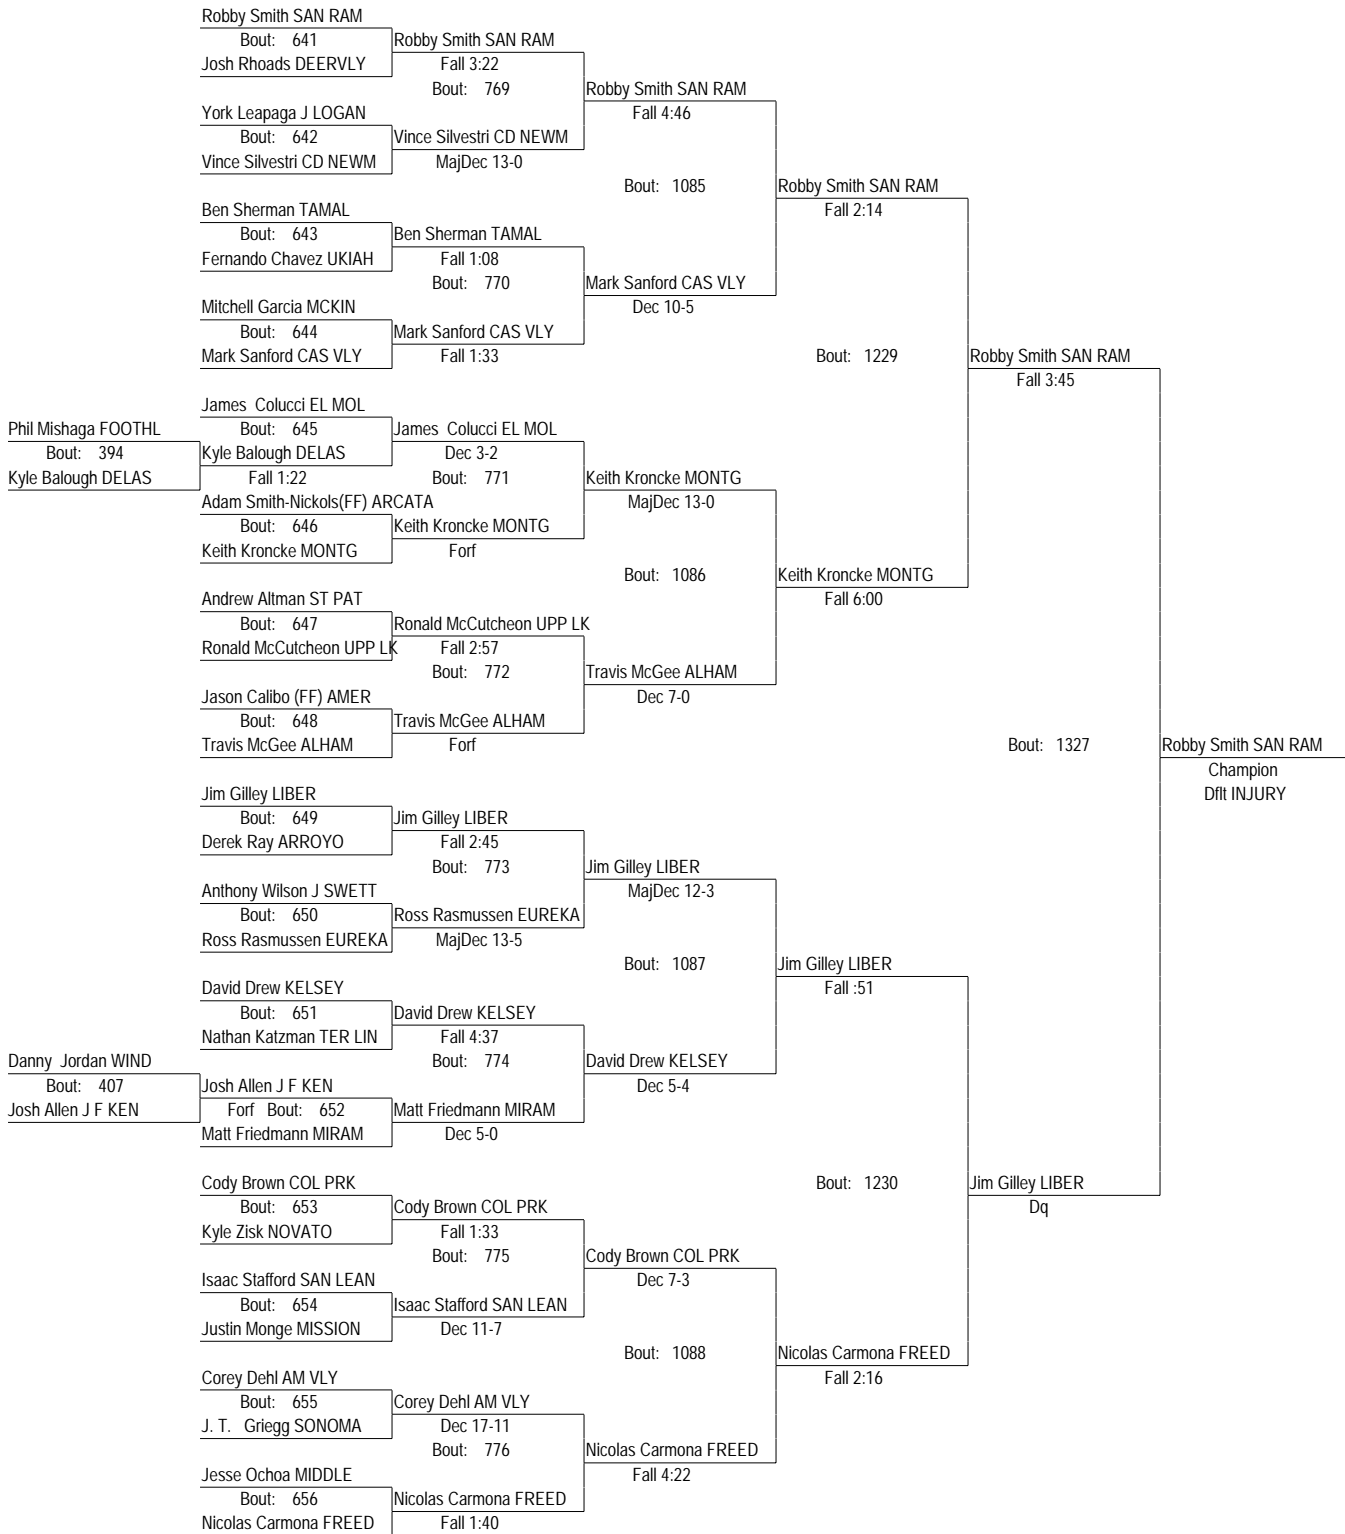 Robby Smith SAN RAM
Bout: 641
Robby Smith SAN RAM
Josh Rhoads DEERVLY
Fall 3:22
Bout: 769
Robby Smith SAN RAM
York Leapaga J LOGAN
Fall 4:46
Bout: 642
Vince Silvestri CD NEWM
Vince Silvestri CD NEWM
MajDec 13-0
Bout: 1085
Robby Smith SAN RAM
Ben Sherman TAMAL
Fall 2:14
Bout: 643
Ben Sherman TAMAL
Fernando Chavez UKIAH
Fall 1:08
Bout: 770
Mark Sanford CAS VLY
Mitchell Garcia MCKIN
Dec 10-5
Bout: 644
Mark Sanford CAS VLY
Mark Sanford CAS VLY
Fall 1:33
Bout: 1229
Robby Smith SAN RAM
Fall 3:45
James Colucci EL MOL
Phil Mishaga FOOTHL
Bout: 645
James Colucci EL MOL
Bout: 394
Kyle Balough DELAS
Dec 3-2
Kyle Balough DELAS
Fall 1:22
Bout: 771
Keith Kroncke MONTG
Adam Smith-Nickols(FF) ARCATA
MajDec 13-0
Bout: 646
Keith Kroncke MONTG
Keith Kroncke MONTG
Forf
Bout: 1086
Keith Kroncke MONTG
Andrew Altman ST PAT
Fall 6:00
Bout: 647
Ronald McCutcheon UPP LK
Ronald McCutcheon UPP LK
Fall 2:57
Bout: 772
Travis McGee ALHAM
Jason Calibo (FF) AMER
Dec 7-0
Bout: 648
Travis McGee ALHAM
Travis McGee ALHAM
Forf
Bout: 1327
Robby Smith SAN RAM
Champion
Dflt INJURY
Jim Gilley LIBER
Bout: 649
Jim Gilley LIBER
Derek Ray ARROYO
Fall 2:45
Bout: 773
Jim Gilley LIBER
Anthony Wilson J SWETT
MajDec 12-3
Bout: 650
Ross Rasmussen EUREKA
Ross Rasmussen EUREKA
MajDec 13-5
Bout: 1087
Jim Gilley LIBER
David Drew KELSEY
Fall :51
Bout: 651
David Drew KELSEY
Nathan Katzman TER LIN
Fall 4:37
Danny Jordan WIND
Bout: 774
David Drew KELSEY
Bout: 407
Josh Allen J F KEN
Dec 5-4
Josh Allen J F KEN
Forf Bout: 652
Matt Friedmann MIRAM
Matt Friedmann MIRAM
Dec 5-0
Cody Brown COL PRK
Bout: 1230
Jim Gilley LIBER
Dq
Bout: 653
Cody Brown COL PRK
Kyle Zisk NOVATO
Fall 1:33
Bout: 775
Cody Brown COL PRK
Isaac Stafford SAN LEAN
Dec 7-3
Bout: 654
Isaac Stafford SAN LEAN
Justin Monge MISSION
Dec 11-7
Bout: 1088
Nicolas Carmona FREED
Corey Dehl AM VLY
Fall 2:16
Bout: 655
Corey Dehl AM VLY
J. T. Griegg SONOMA
Dec 17-11
Bout: 776
Nicolas Carmona FREED
Jesse Ochoa MIDDLE
Fall 4:22
Bout: 656
Nicolas Carmona FREED
Nicolas Carmona FREED
Fall 1:40